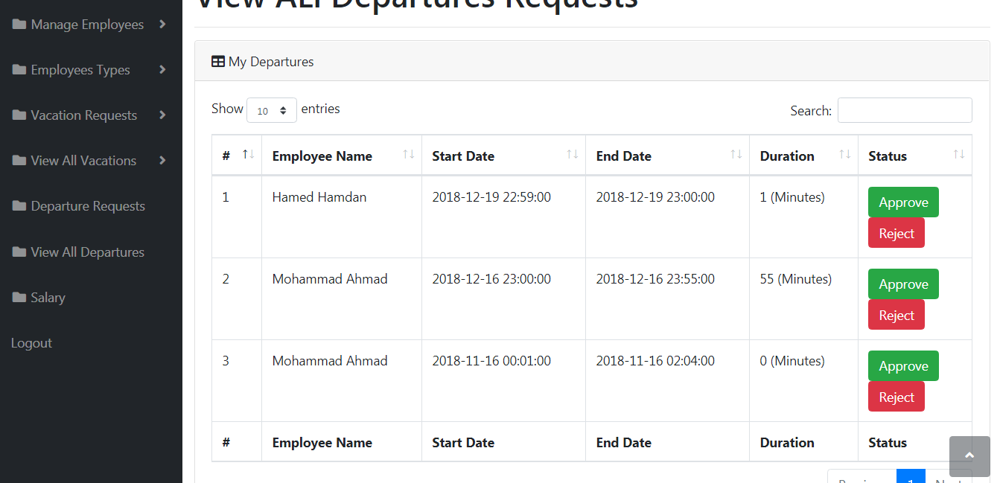 View ALl Departures Requests
Manage Employees
Employees Types
Vacation Requests
View All Vacations
Departure Requests
View All Departures
Salary
Logout
My Departures
Show 10 entries
Search:
# Employee Name Start Date End Date Duration Status
1 Hamed Hamdan 2018-12-19 22:59:00 2018-12-19 23:00:00 1 (Minutes) Approve
Reject
2 Mohammad Ahmad 2018-12-16 23:00:00 2018-12-16 23:55:00 55 (Minutes) Approve
Reject
3 Mohammad Ahmad 2018-11-16 00:01:00 2018-11-16 02:04:00 0 (Minutes) Approve
Reject
# Employee Name Start Date End Date Duration Status
1